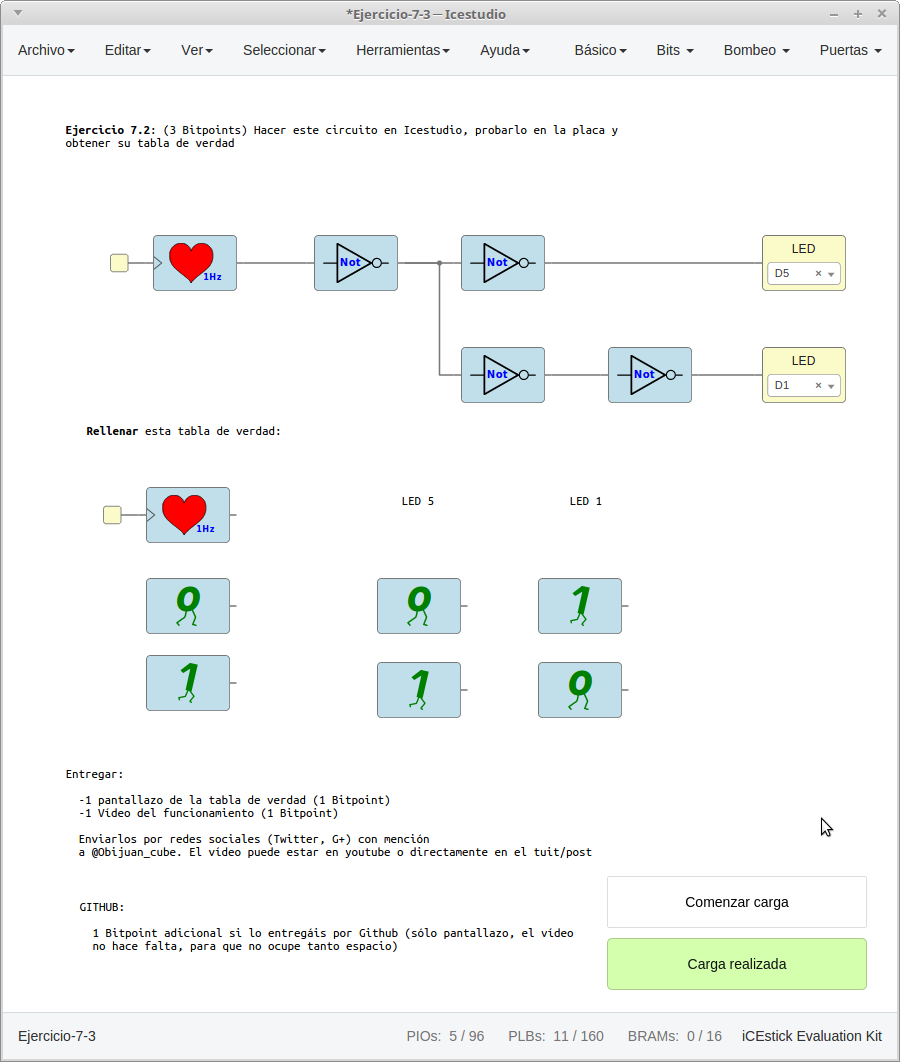 *Ejercicio-7-3 — Icestudio
Archivo Editar Ver Seleccionar Herramientas Ayuda Básico Bits Bombeo Puertas
Ejercicio 7.2: (3 Bitpoints) Hacer este circuito en Icestudio, probarlo en la placa y
obtener su tabla de verdad
1Hz Not Not LED
D5
Not Not LED
D1
Rellenar esta tabla de verdad:
1Hz LED 5 LED 1
0 0 1
1 1 0
Entregar:
-1 pantallazo de la tabla de verdad (1 Bitpoint)
-1 Video del funcionamiento (1 Bitpoint)
Enviarlos por redes sociales (Twitter, G+) con mención
a @Obijuan_cube. El video puede estar en youtube o directamente en el tuit/post
GITHUB:
1 Bitpoint adicional si lo entregáis por Github (sólo pantallazo, el video
no hace falta, para que no ocupe tanto espacio)
Comenzar carga
Carga realizada
Ejercicio-7-3 PIOs: 5 / 96 PLBs: 11 / 160 BRAMs: 0 / 16 iCEstick Evaluation Kit